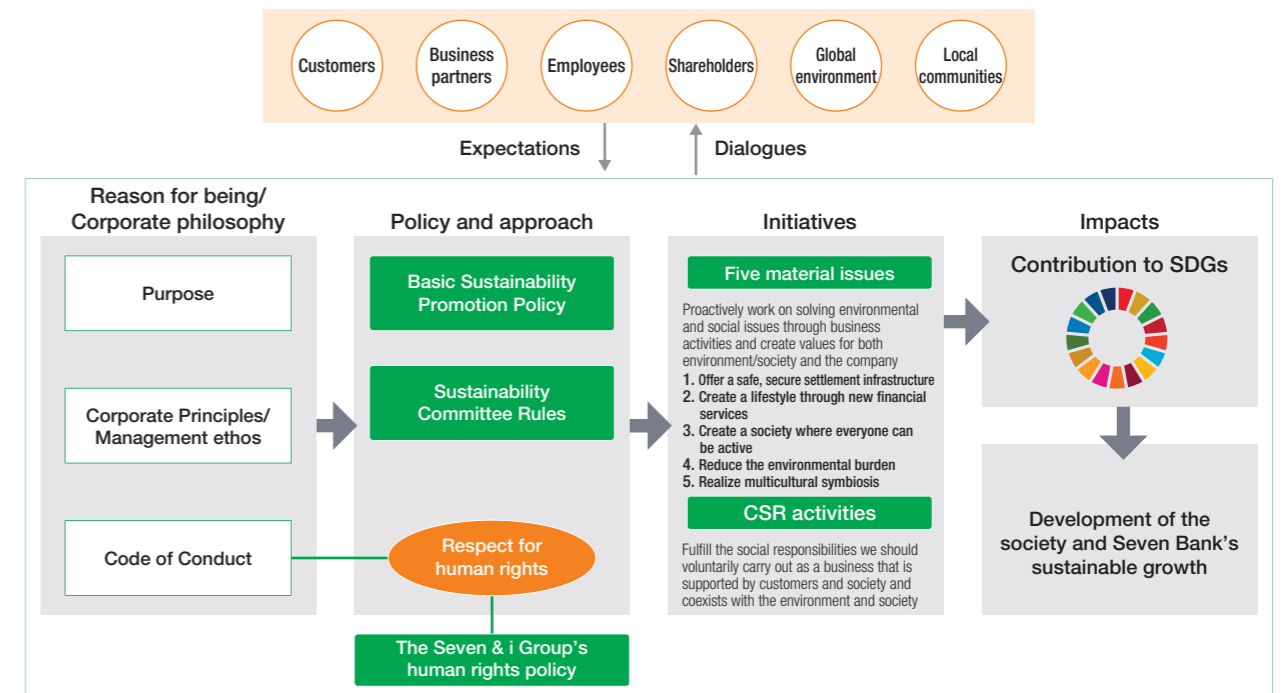 Customers
Business
partners
Employees
Shareholders
Global
environment
Local
communities
Expectations
Dialogues
Reason for being/
Corporate philosophy
Purpose
Corporate Principles/
Management ethos
Code of Conduct
Policy and approach
Basic Sustainability
Promotion Policy
Sustainability
Committee Rules
Respect for
human rights
The Seven & i Group's
human rights policy
Initiatives
Five material issues
Proactively work on solving environmental
and social issues through business
activities and create values for both
environment/society and the company
1. Offer a safe, secure settlement infrastructure
2. Create a lifestyle through new financial
services
3. Create a society where everyone can
be active
4. Reduce the environmental burden
5. Realize multicultural symbiosis
CSR activities
Fulfill the social responsibilities we should
voluntarily carry out as a business that is
supported by customers and society and
coexists with the environment and society
Impacts
Contribution to SDGs
Development of the
society and Seven Bank's
sustainable growth